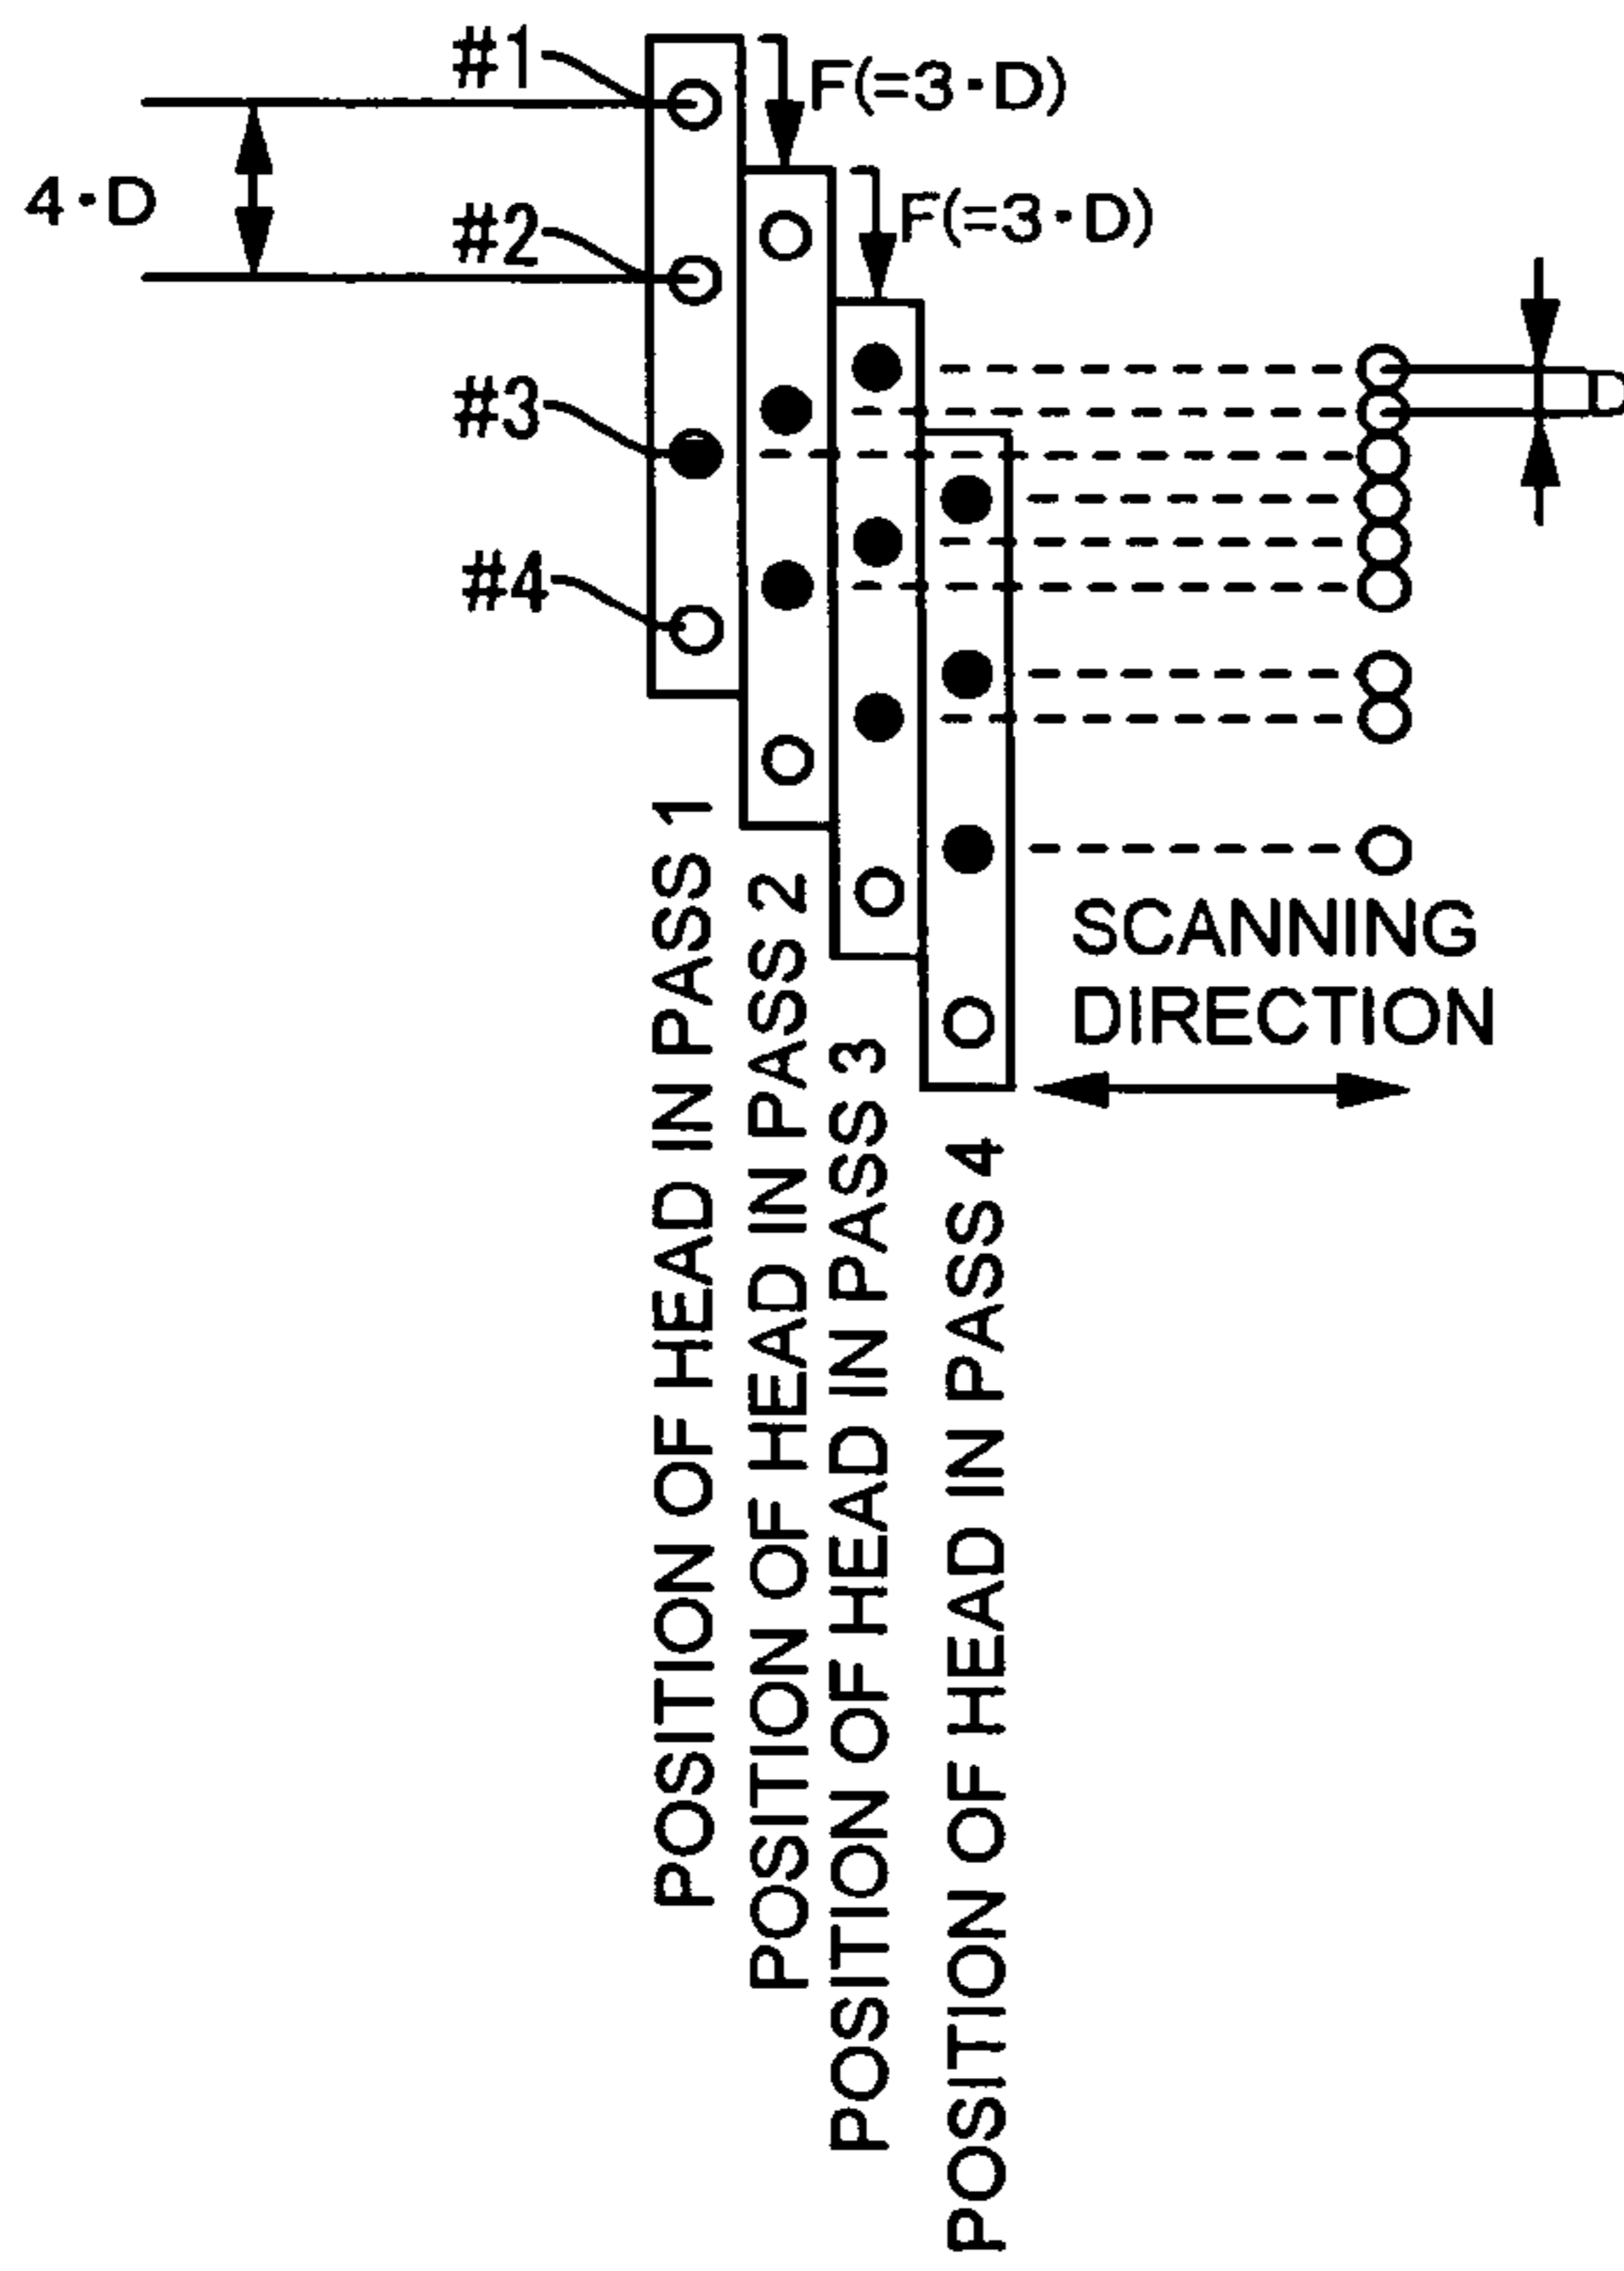 #1
F(=3・D)
4・D
#2
F(=3・D)
#3
D
#4
SCANNING
DIRECTION
POSITION OF HEAD IN PASS 1
POSITION OF HEAD IN PASS 2
POSITION OF HEAD IN PASS 3
POSITION OF HEAD IN PASS 4